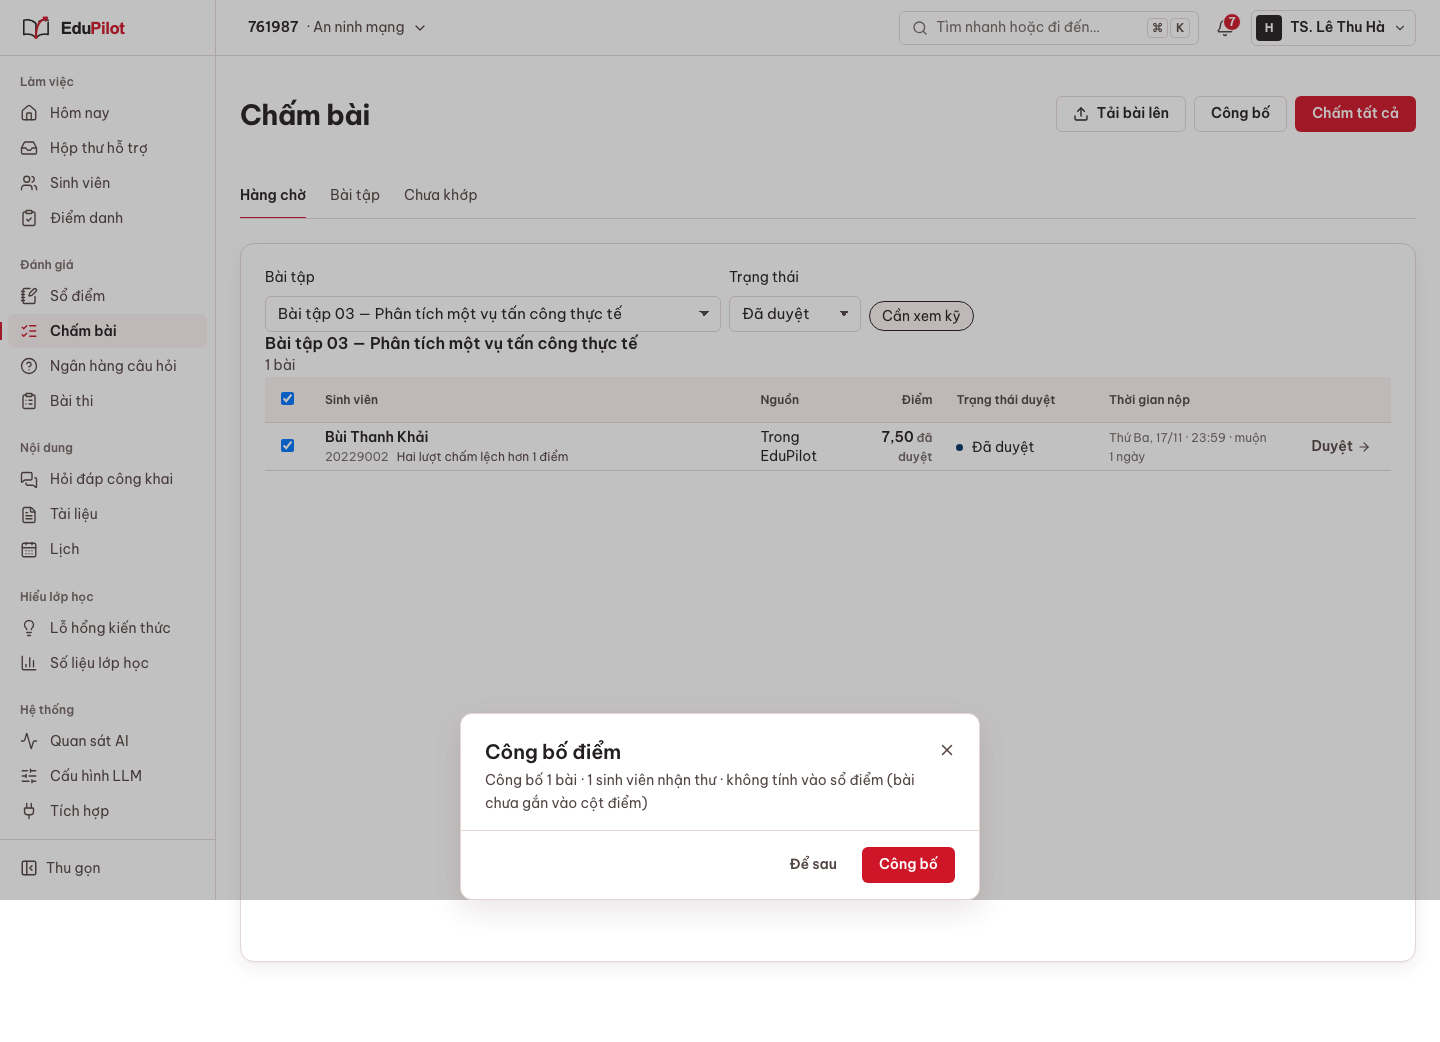 EduPilot
761987 · An ninh mạng
Tìm nhanh hoặc đi đến...
⌘ K
7
H
TS. Lê Thu Hà
Làm việc
Hôm nay
Hộp thư hỗ trợ
Sinh viên
Điểm danh
Đánh giá
Sổ điểm
Chấm bài
Ngân hàng câu hỏi
Bài thi
Nội dung
Hỏi đáp công khai
Tài liệu
Lịch
Hiểu lớp học
Lỗ hổng kiến thức
Số liệu lớp học
Hệ thống
Quan sát AI
Cấu hình LLM
Tích hợp
Thu gọn
Chấm bài
Tải bài lên
Công bố
Chấm tất cả
Hàng chờ
Bài tập
Chưa khớp
Bài tập
Trạng thái
Bài tập 03 — Phân tích một vụ tấn công thực tế
Đã duyệt
Cần xem kỹ
Bài tập 03 — Phân tích một vụ tấn công thực tế
1 bài
Sinh viên
Nguồn
Điểm
Trạng thái duyệt
Thời gian nộp
Bùi Thanh Khải
20229002 Hai lượt chấm lệch hơn 1 điểm
Trong
EduPilot
7,50 đã
duyệt
Đã duyệt
Thứ Ba, 17/11 · 23:59 · muộn
1 ngày
Duyệt →
Công bố điểm
Công bố 1 bài · 1 sinh viên nhận thư · không tính vào sổ điểm (bài
chưa gắn vào cột điểm)
Để sau
Công bố